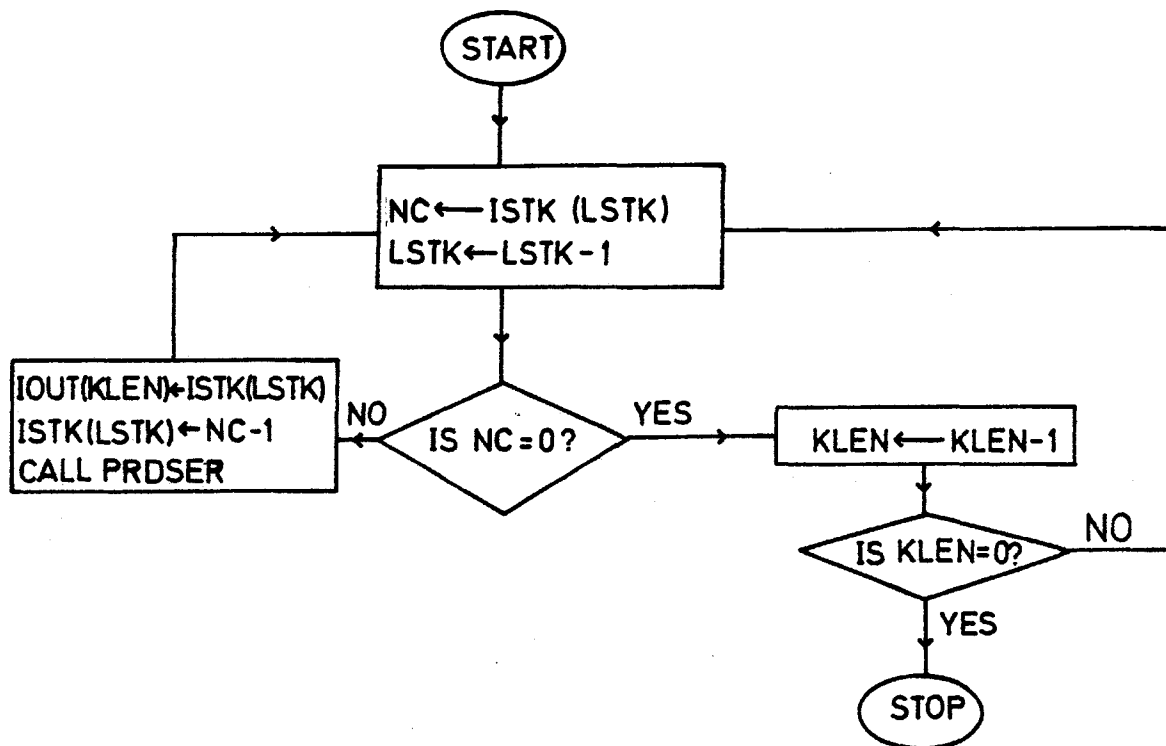 START
NC←ISTK (LSTK)
LSTK←LSTK-1
IOUT(KLEN)←ISTK(LSTK)
ISTK(LSTK)←NC-1
CALL PRDSER
NO
IS NC=0?
YES
KLEN←KLEN-1
IS KLEN=0?
NO
YES
STOP